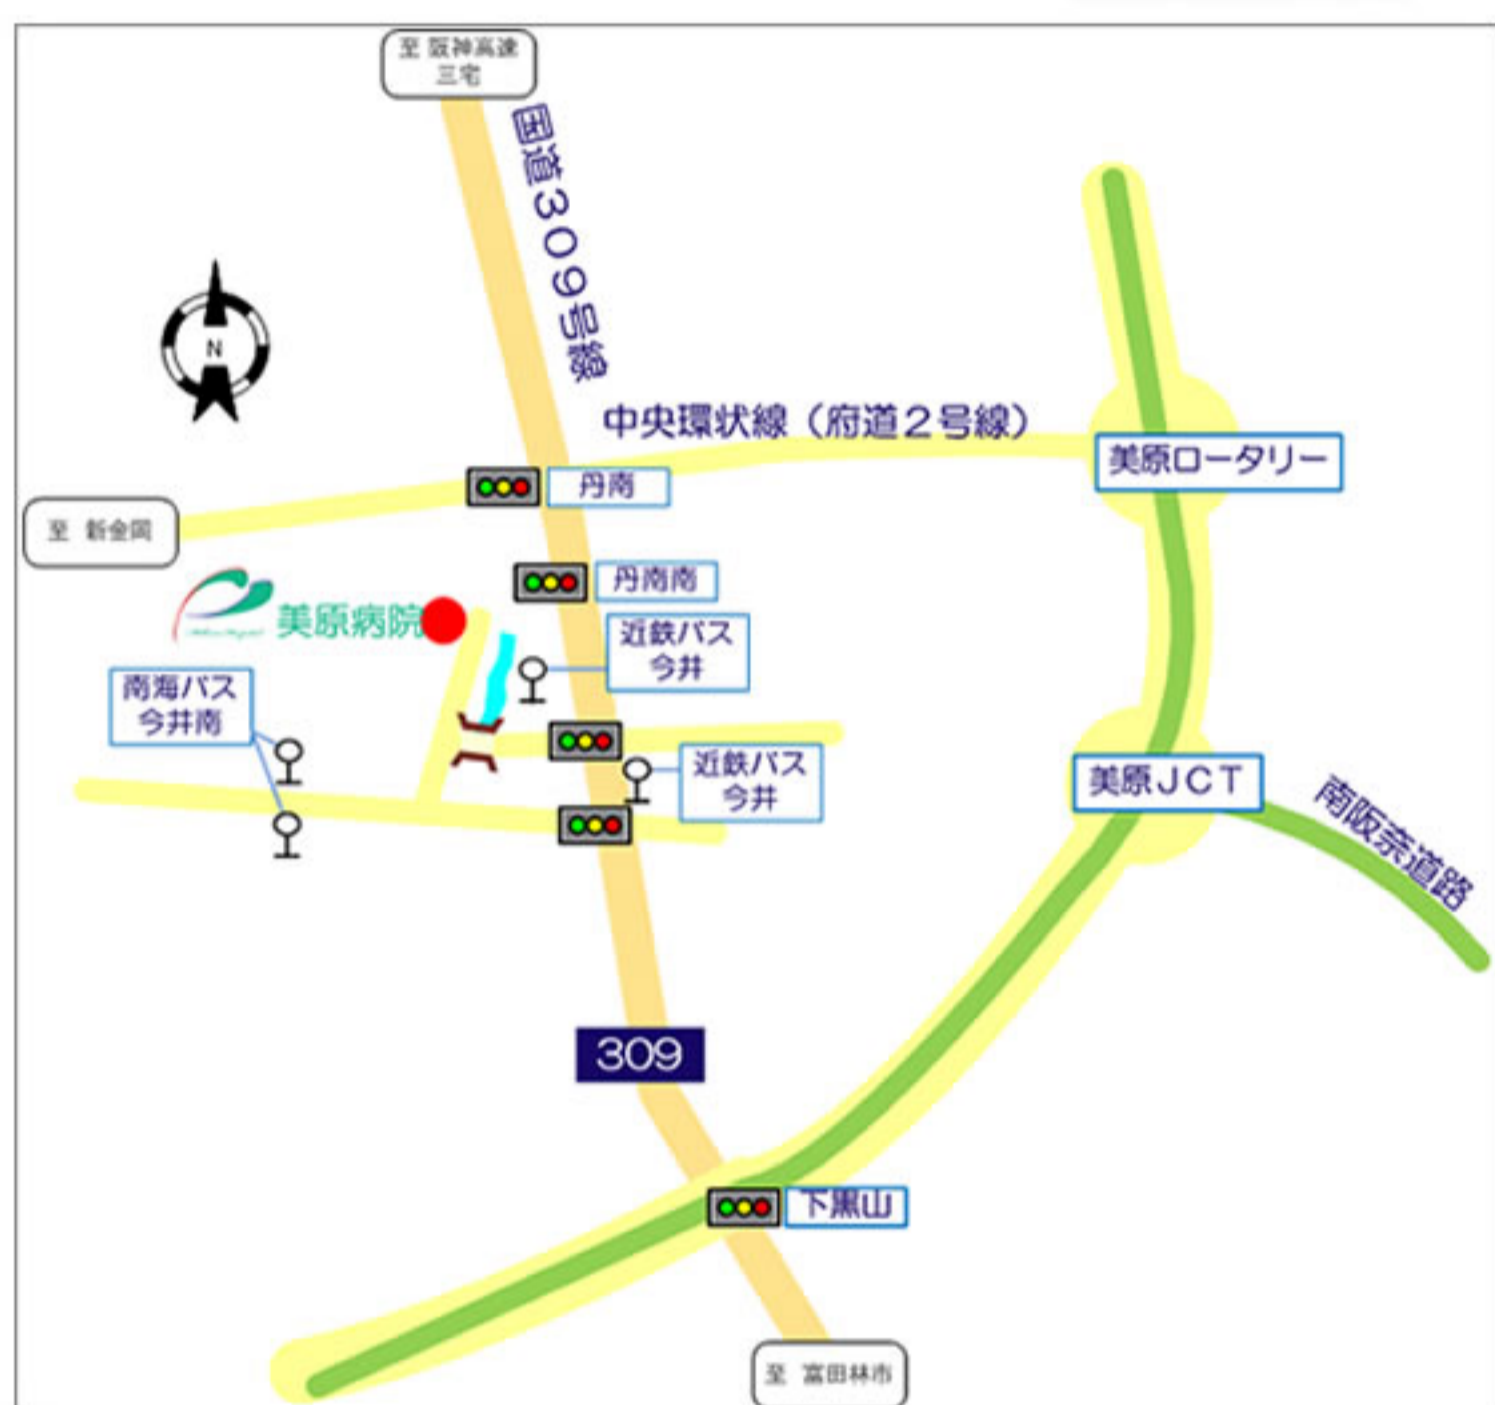 至 阪神高速
三宅
国道309号線
N
中央環状線（府道2号線）
美原ロータリー
丹南
至 新金岡
丹南南
美原病院
近鉄バス
今井
南海バス
今井南
近鉄バス
今井
美原JCT
南阪奈道路
309
下黒山
至 富田林市